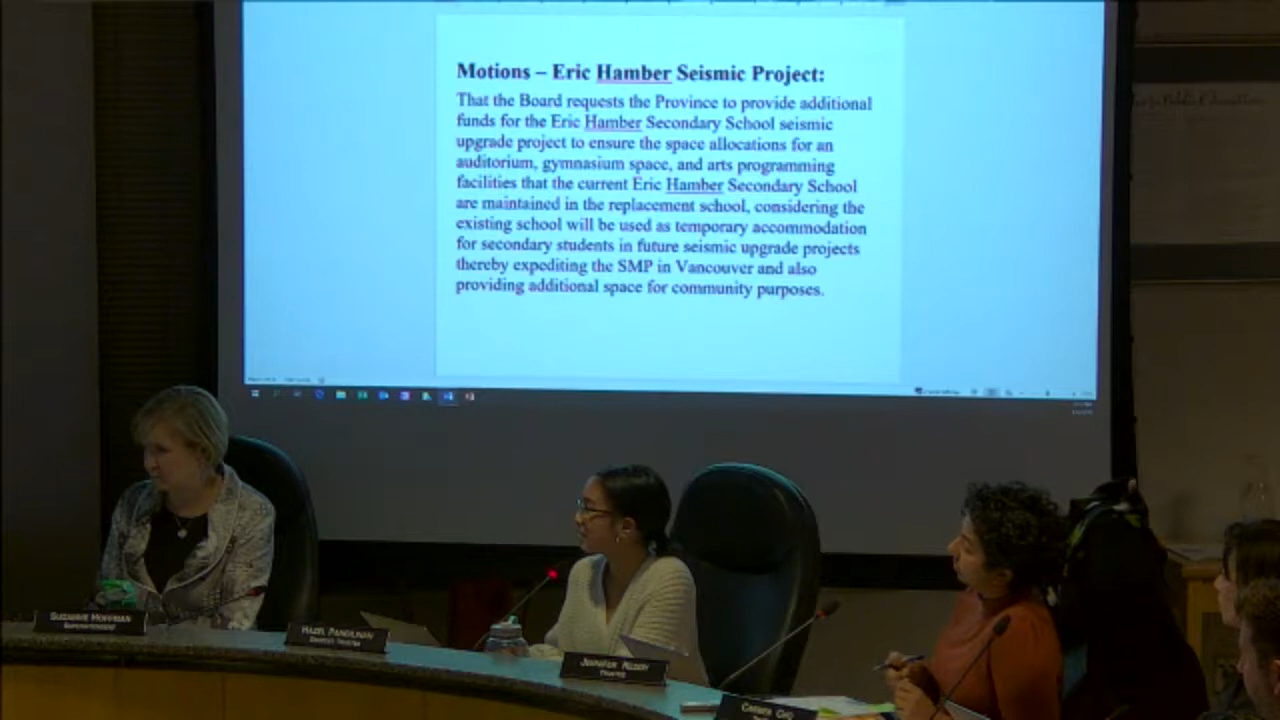 Motions – Eric Hamber Seismic Project:
That the Board requests the Province to provide additional
funds for the Eric Hamber Secondary School seismic
upgrade project to ensure the space allocations for an
auditorium, gymnasium space, and arts programming
facilities that the current Eric Hamber Secondary School
are maintained in the replacement school, considering the
existing school will be used as temporary accommodation
for secondary students in future seismic upgrade projects
thereby expediting the SMP in Vancouver and also
providing additional space for community purposes.
Suzanne Hoffman
Superintendent
Hazel Pangilinan
Student Trustee
Jennifer Reddy
Trustee
Carmen Cho